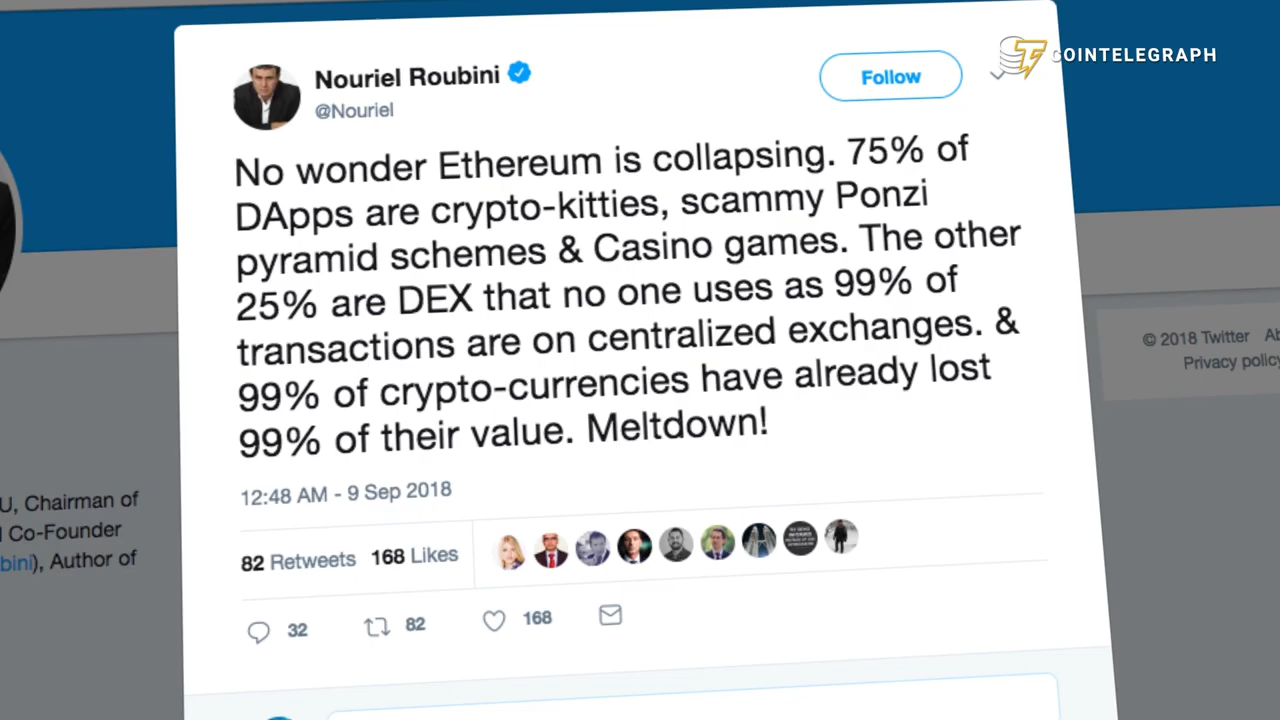 COINTELEGRAPH
Nouriel Roubini
@Nouriel
Follow
No wonder Ethereum is collapsing. 75% of
DApps are crypto-kitties, scammy Ponzi
pyramid schemes & Casino games. The other
25% are DEX that no one uses as 99% of
transactions are on centralized exchanges. &
99% of crypto-currencies have already lost
99% of their value. Meltdown!
12:48 AM - 9 Sep 2018
82 Retweets 168 Likes
32 82 168
U, Chairman of
Co-Founder
bini), Author of
© 2018 Twitter
Privacy policy